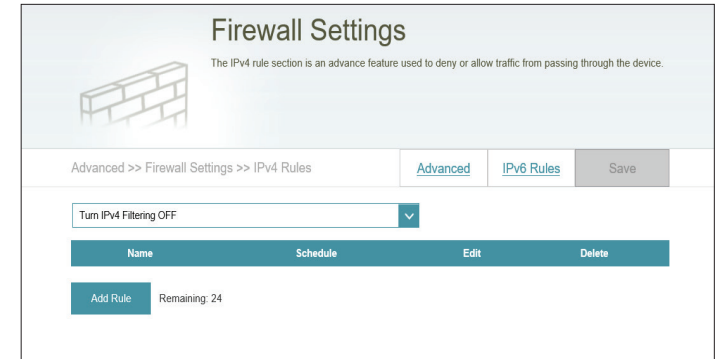 Firewall Settings
The IPv4 rule section is an advance feature used to deny or allow traffic from passing through the device.
Advanced >> Firewall Settings >> IPv4 Rules
Advanced
IPv6 Rules
Save
Turn IPv4 Filtering OFF
Name Schedule Edit Delete
Add Rule Remaining: 24